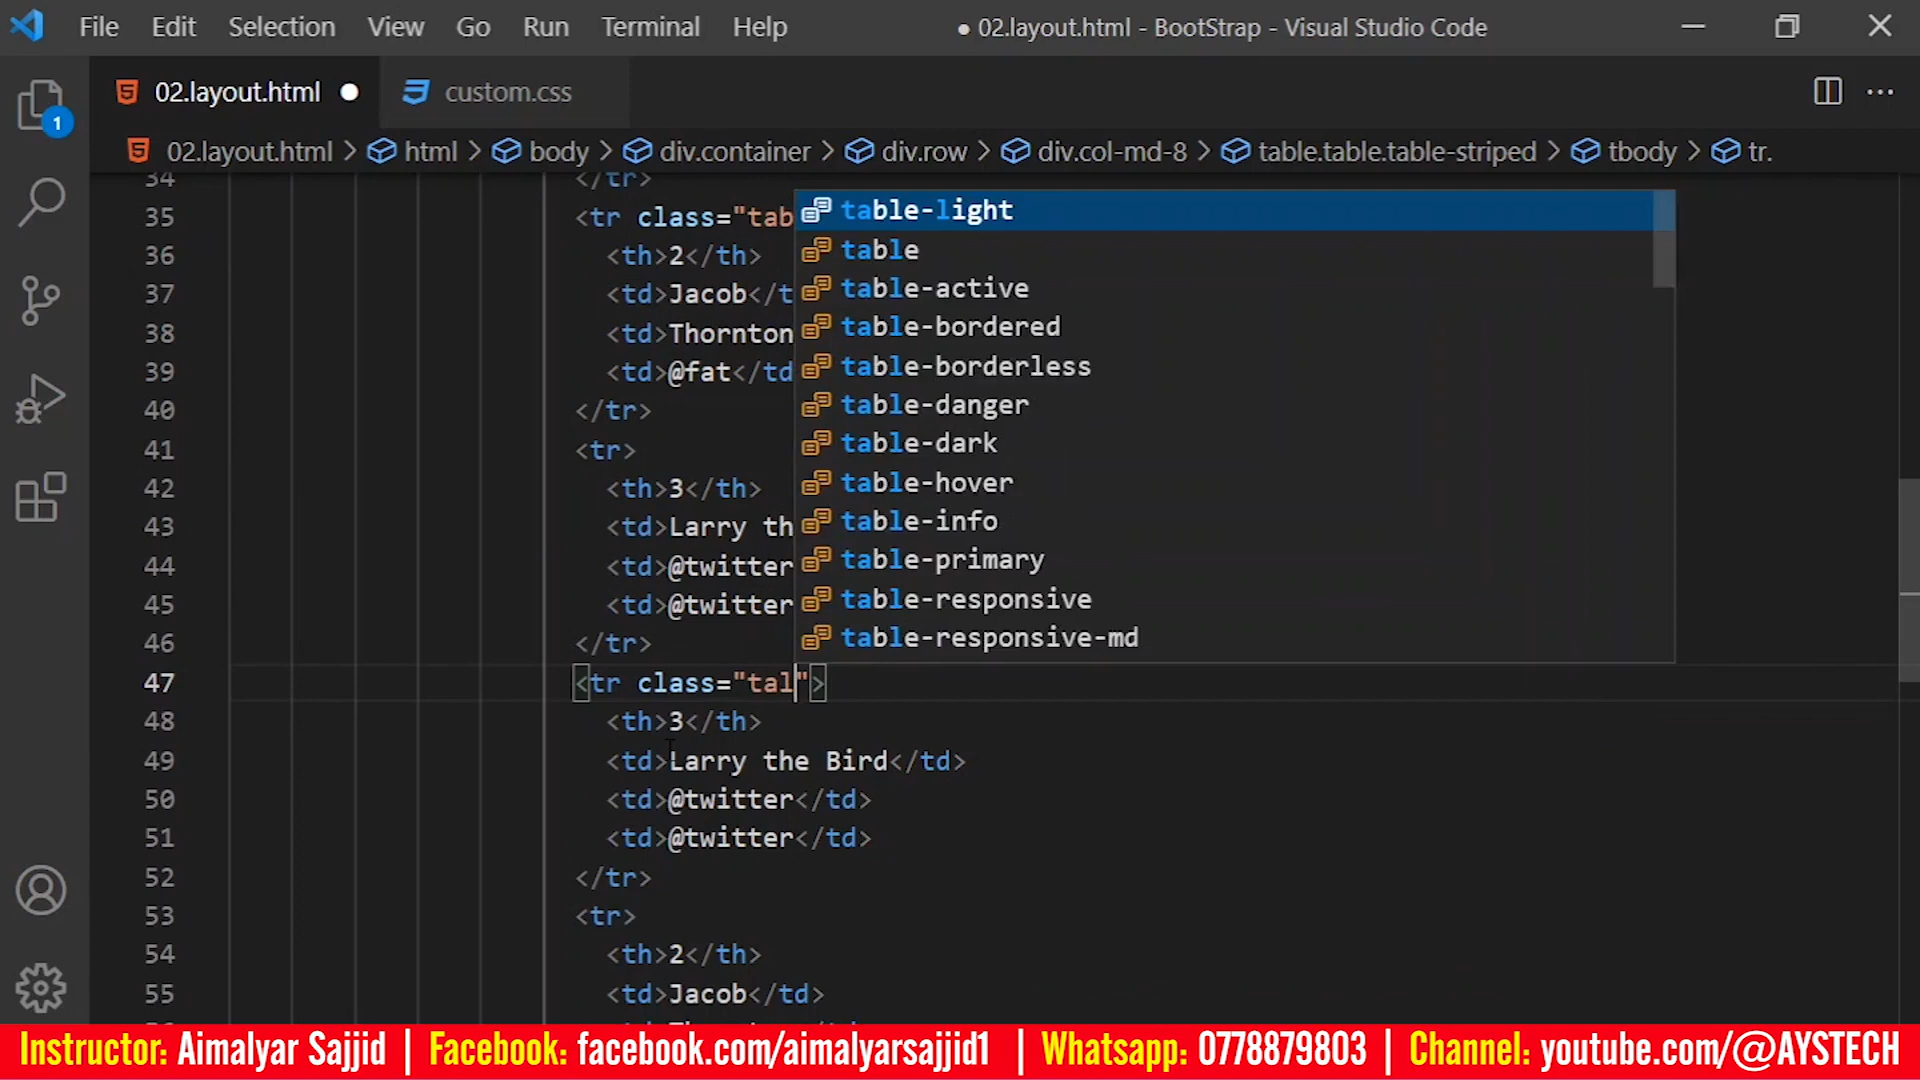 File Edit Selection View Go Run Terminal Help ● 02.layout.html - BootStrap - Visual Studio Code
02.layout.html ● custom.css
02.layout.html > html > body > div.container > div.row > div.col-md-8 > table.table.table-striped > tbody > tr.
1
34 </tr>
35 <tr class="tab
36 <th>2</th>
37 <td>Jacob</t
38 <td>Thornton
39 <td>@fat</td
40 </tr>
41 <tr>
42 <th>3</th>
43 <td>Larry th
44 <td>@twitter
45 <td>@twitter
46 </tr>
47 <tr class="tal">
48 <th>3</th>
49 <td>Larry the Bird</td>
50 <td>@twitter</td>
51 <td>@twitter</td>
52 </tr>
53 <tr>
54 <th>2</th>
55 <td>Jacob</td>
table-light
table
table-active
table-bordered
table-borderless
table-danger
table-dark
table-hover
table-info
table-primary
table-responsive
table-responsive-md
Instructor: Aimalyar Sajjid | Facebook: facebook.com/aimalyarsajjid1 | Whatsapp: 0778879803 | Channel: youtube.com/@AYSTECH